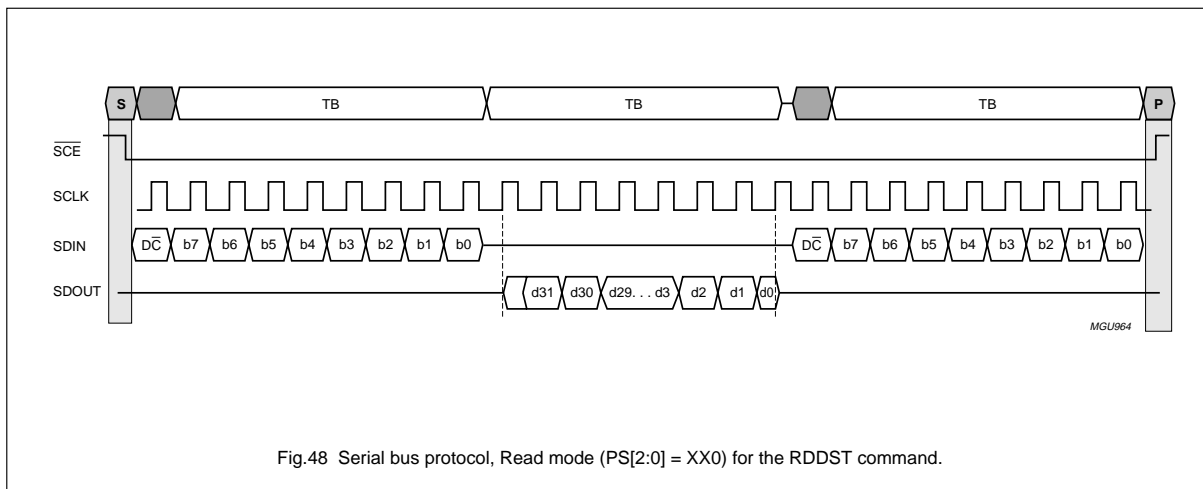 S TB TB TB P
SCE
SCLK
SDIN DC b7 b6 b5 b4 b3 b2 b1 b0 DC b7 b6 b5 b4 b3 b2 b1 b0
SDOUT d31 d30 d29. . . d3 d2 d1 d0
MGU964
Fig.48 Serial bus protocol, Read mode (PS[2:0] = XX0) for the RDDST command.